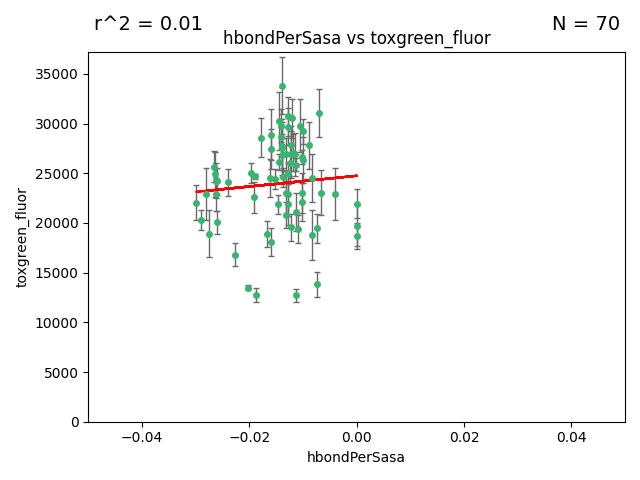 r^2 = 0.01
N = 70
hbondPerSasa vs toxgreen_fluor
35000
30000
25000
20000
15000
10000
5000
0
toxgreen_fluor
−0.04
−0.02
0.00
0.02
0.04
hbondPerSasa